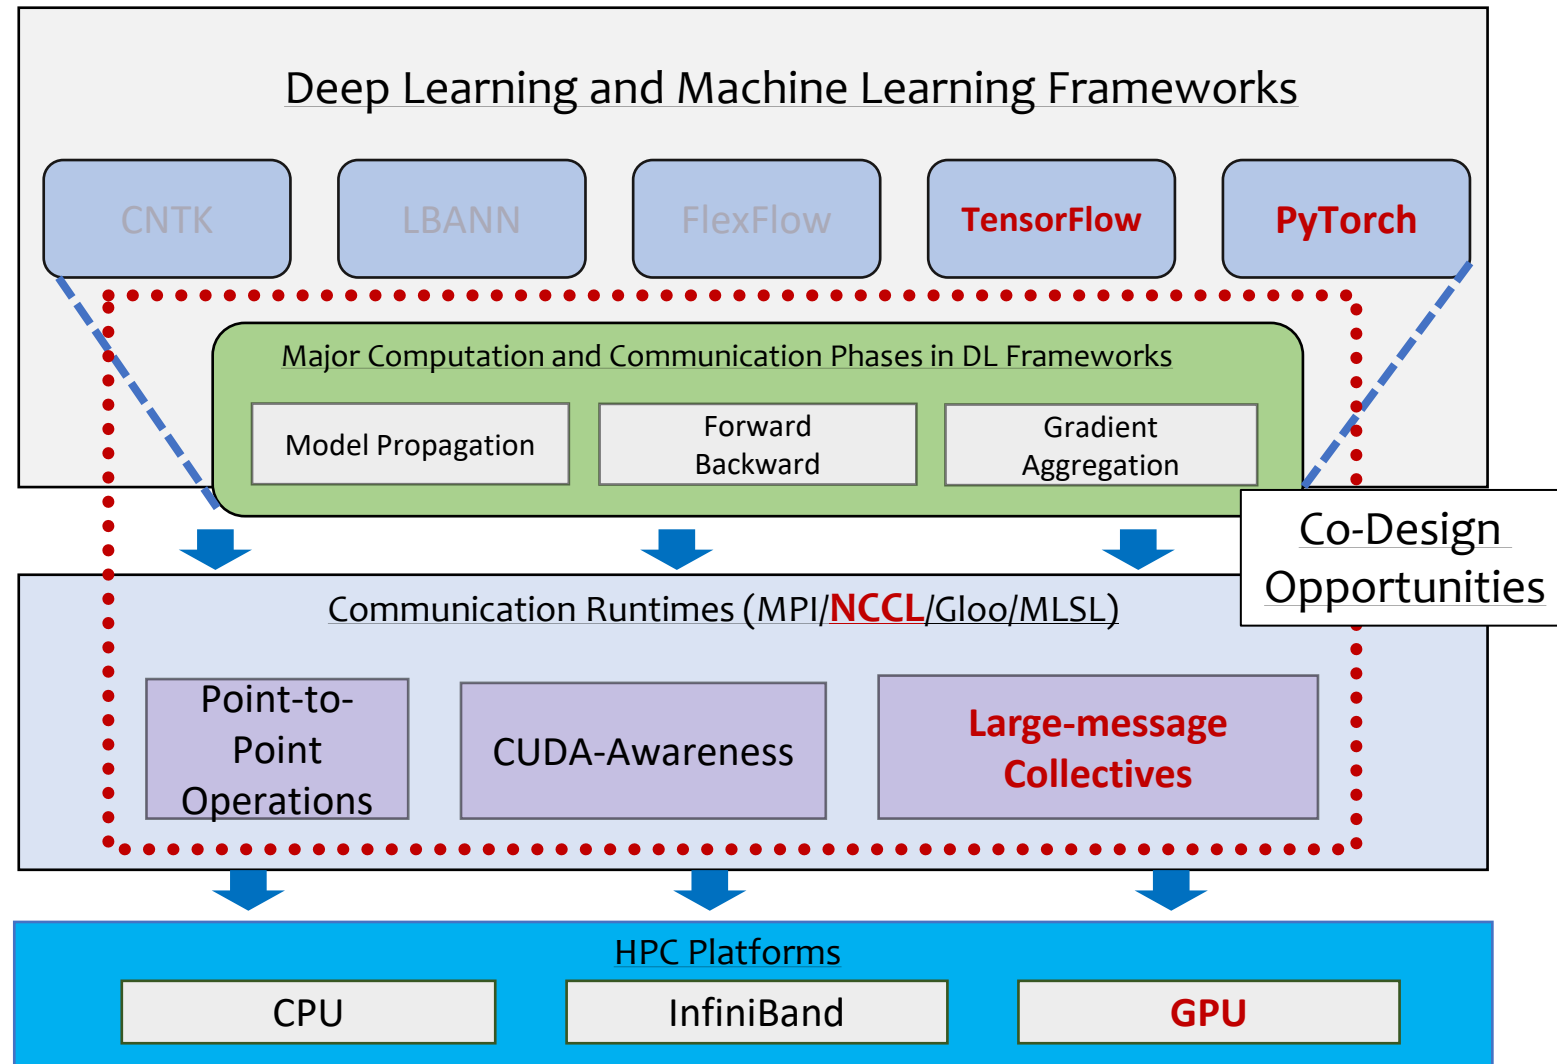 Deep Learning and Machine Learning Frameworks
CNTK
LBANN
FlexFlow
TensorFlow
PyTorch
Major Computation and Communication Phases in DL Frameworks
Model Propagation
Forward
Backward
Gradient
Aggregation
Co-Design
Opportunities
Communication Runtimes (MPI/NCCL/Gloo/MLSL)
Point-to-
Point
Operations
CUDA-Awareness
Large-message
Collectives
HPC Platforms
CPU
InfiniBand
GPU